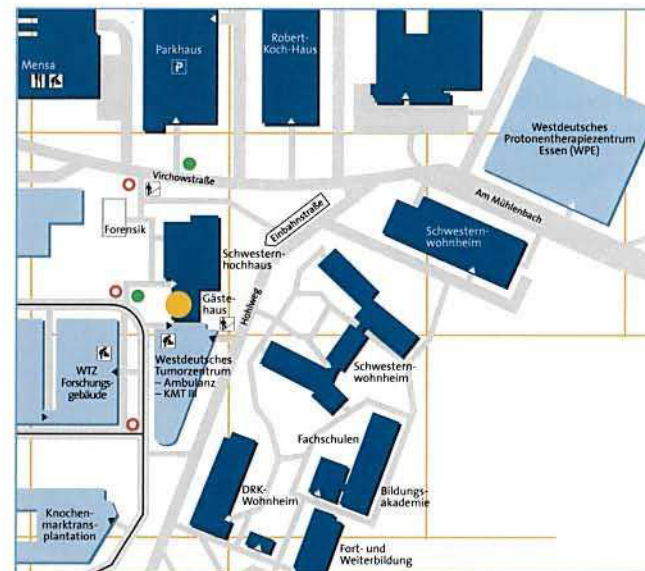 Mensa
Parkhaus
P
Robert-
Koch-Haus
Westdeutsches
Protonentherapiezentrum
Essen (WPE)
Virchowstraße
Am Mühlenbach
Einbahnstraße
Forensik
Schwestern-
hochhaus
Schwestern-
wohnheim
Gäste-
haus
Hohlweg
WTZ
Forschungs-
gebäude
Westdeutsches
Tumorzentrum
– Ambulanz
– KMT III
Schwestern-
wohnheim
Fachschulen
DRK-
Wohnheim
Bildungs-
akademie
Knochen-
marktrans-
plantation
Fort- und
Weiterbildung